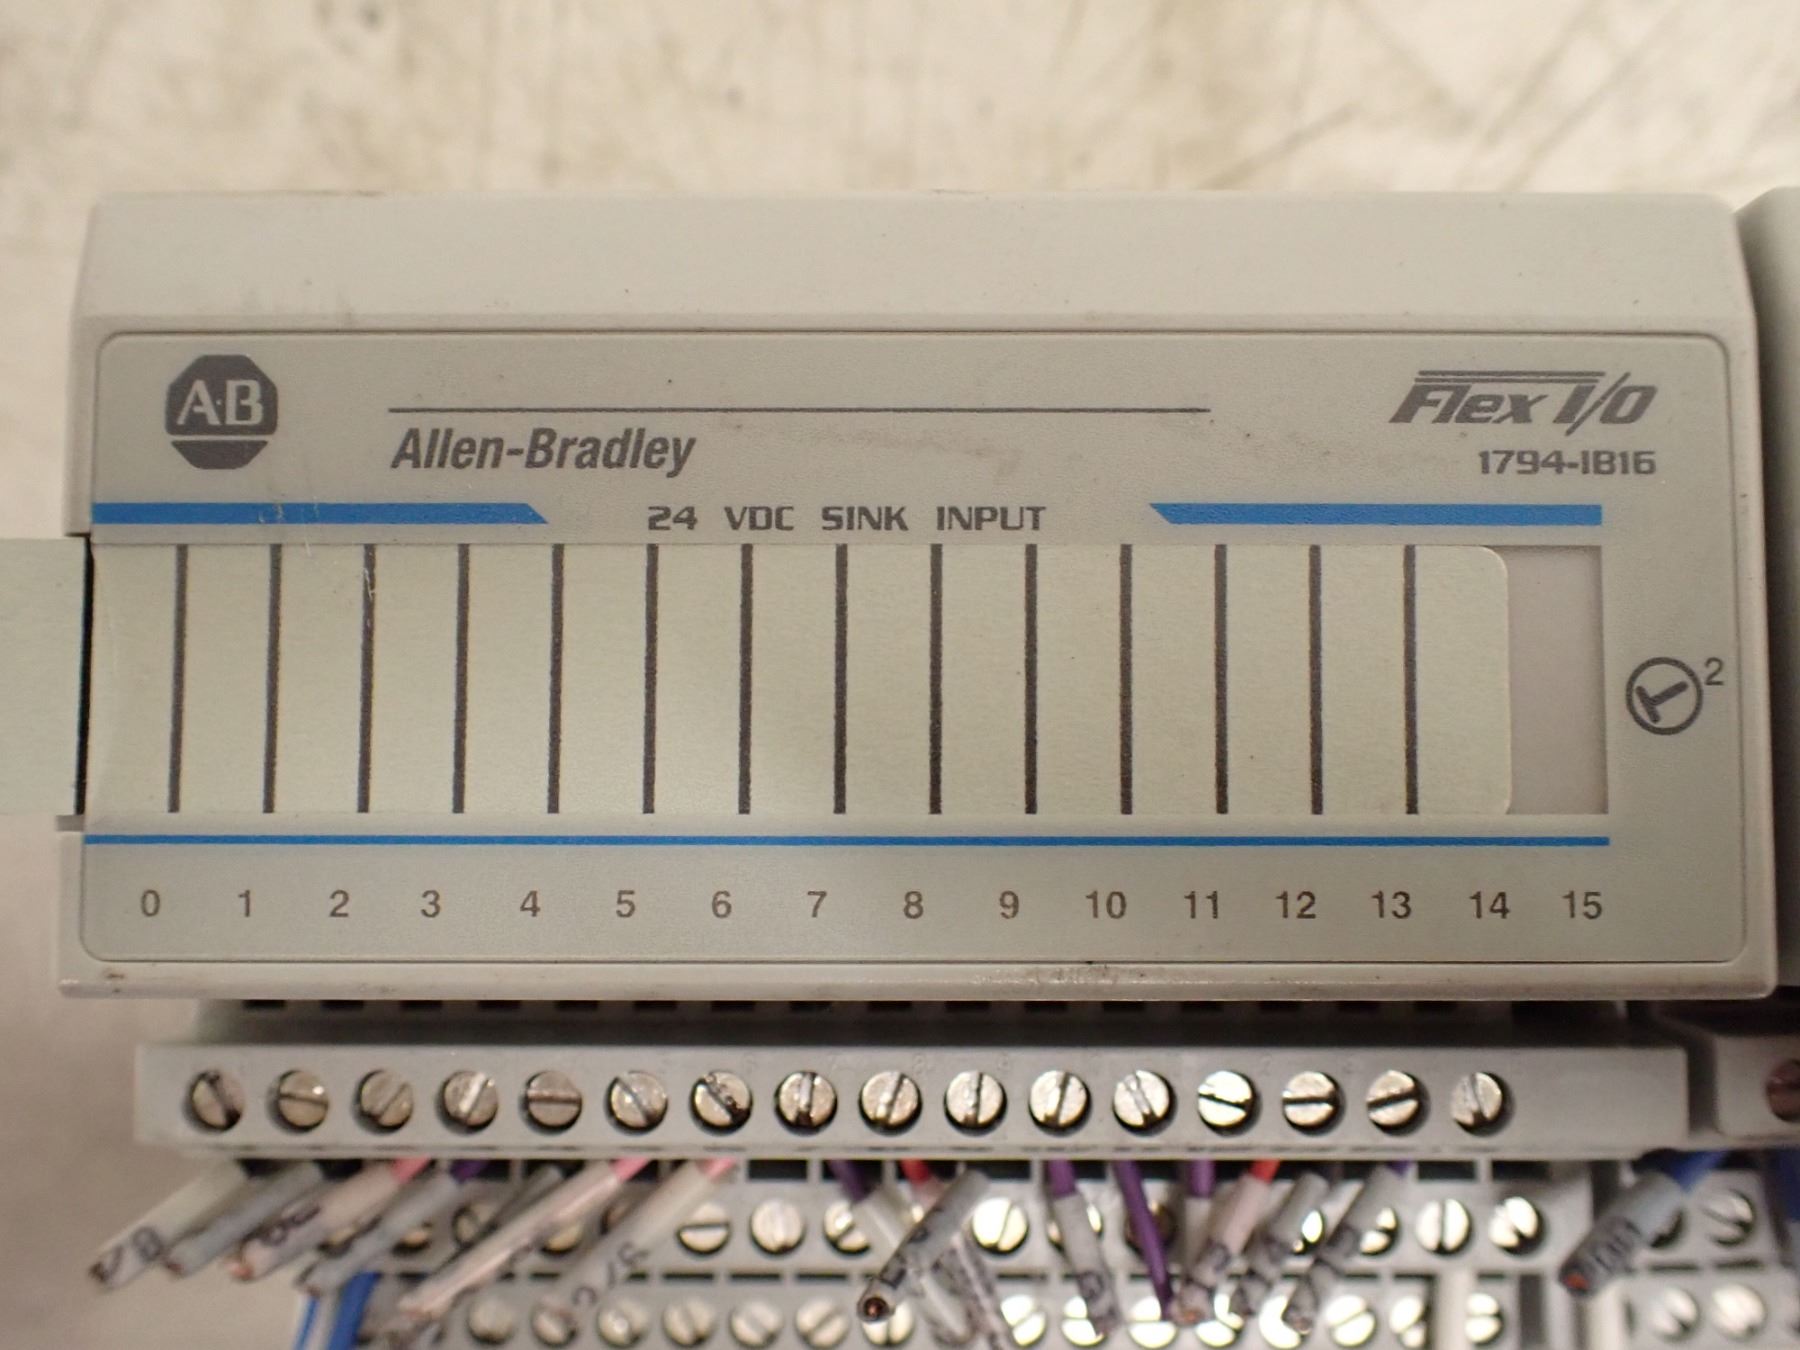 A·B
Allen-Bradley
Flex I/O
1794-IB16
24 VDC SINK INPUT
2
0 1 2 3 4 5 6 7 8 9 10 11 12 13 14 15